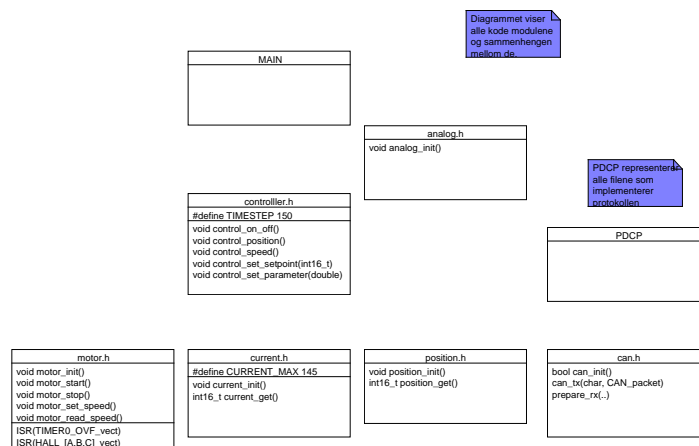 Diagrammet viser
alle kode modulene
og sammenhengen
mellom de.
MAIN
analog.h
void analog_init()
PDCP representerer
alle filene som
implementerer
protokollen
controlller.h
#define TIMESTEP 150
void control_on_off()
void control_position()
void control_speed()
void control_set_setpoint(int16_t)
void control_set_parameter(double)
PDCP
motor.h
void motor_init()
void motor_start()
void motor_stop()
void motor_set_speed()
void motor_read_speed()
ISR(TIMER0_OVF_vect)
ISR(HALL_[A,B,C]_vect)
current.h
#define CURRENT_MAX 145
void current_init()
int16_t current_get()
position.h
void position_init()
int16_t position_get()
can.h
bool can_init()
can_tx(char, CAN_packet)
prepare_rx(..)